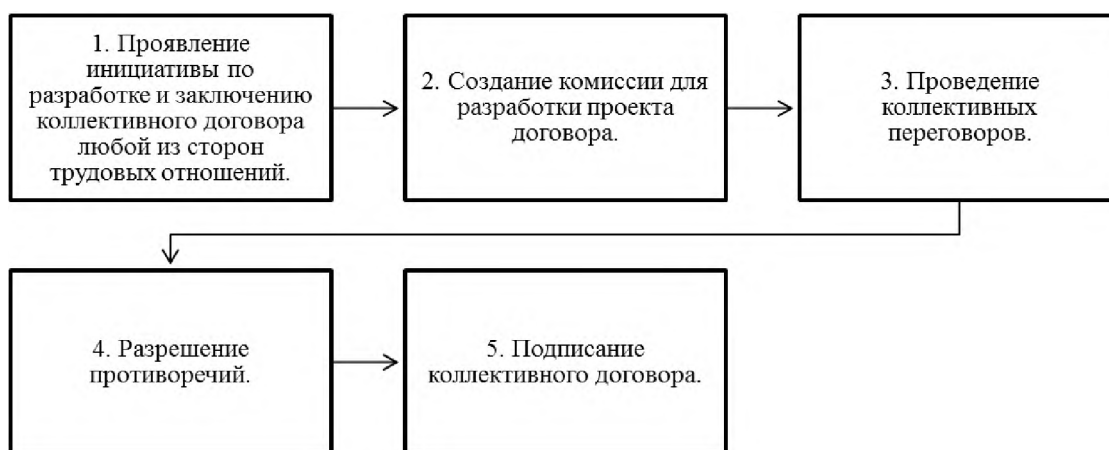 1. Проявление
инициативы по
разработке и заключению
коллективного договора
любой из сторон
трудовых отношений.
2. Создание комиссии для
разработки проекта
договора.
3. Проведение
коллективных
переговоров.
4. Разрешение
противоречий.
5. Подписание
коллективного договора.